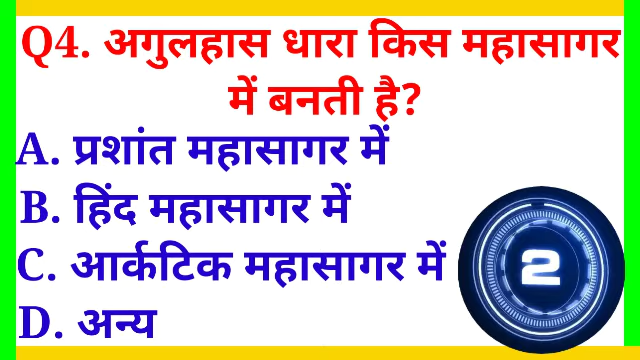 Q4. अगुलहास धारा किस महासागर
में बनती है?
A. प्रशांत महासागर में
B. हिंद महासागर में
C. आर्कटिक महासागर में
D. अन्य
2